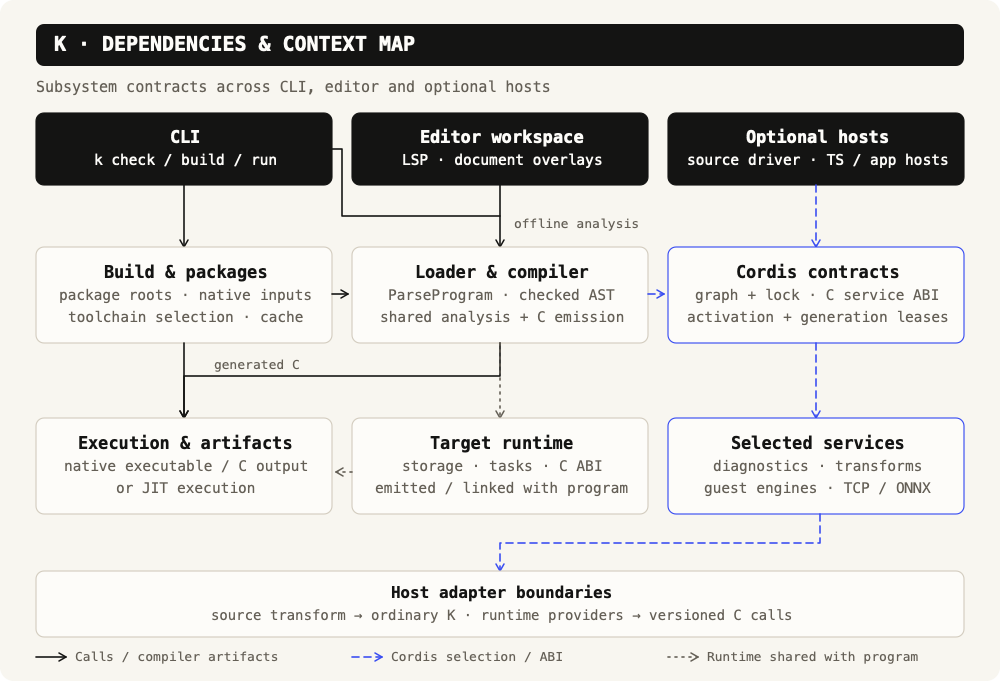 K · DEPENDENCIES & CONTEXT MAP
Subsystem contracts across CLI, editor and optional hosts
CLI
k check / build / run
Editor workspace
LSP · document overlays
Optional hosts
source driver · TS / app hosts
offline analysis
Build & packages
package roots · native inputs
toolchain selection · cache
Loader & compiler
ParseProgram · checked AST
shared analysis + C emission
Cordis contracts
graph + lock · C service ABI
activation + generation leases
generated C
Execution & artifacts
native executable / C output
or JIT execution
Target runtime
storage · tasks · C ABI
emitted / linked with program
Selected services
diagnostics · transforms
guest engines · TCP / ONNX
Host adapter boundaries
source transform → ordinary K · runtime providers → versioned C calls
Calls / compiler artifacts
Cordis selection / ABI
Runtime shared with program